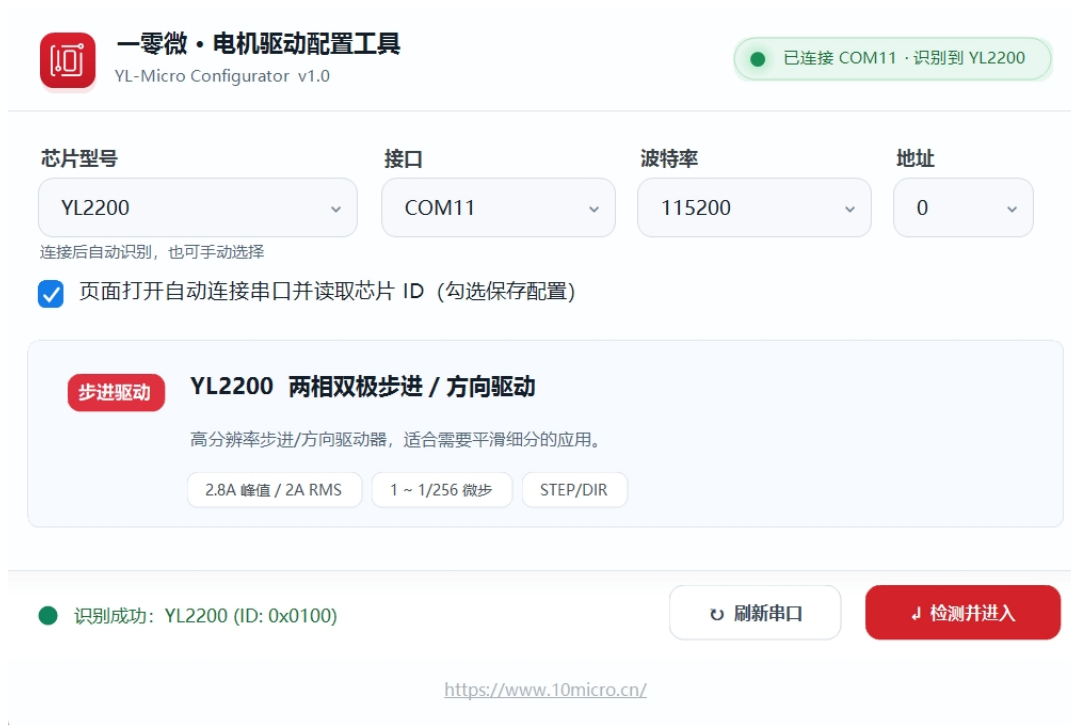 一零微 • 电机驱动配置工具
YL-Micro Configurator v1.0
已连接 COM11 · 识别到 YL2200
芯片型号 接口 波特率 地址
YL2200 COM11 115200 0
连接后自动识别，也可手动选择
页面打开自动连接串口并读取芯片 ID（勾选保存配置）
步进驱动 YL2200 两相双极步进 / 方向驱动
高分辨率步进/方向驱动器，适合需要平滑细分的应用。
2.8A 峰值 / 2A RMS 1 ~ 1/256 微步 STEP/DIR
识别成功：YL2200 (ID: 0x0100) ↻ 刷新串口 ↲ 检测并进入
https://www.10micro.cn/